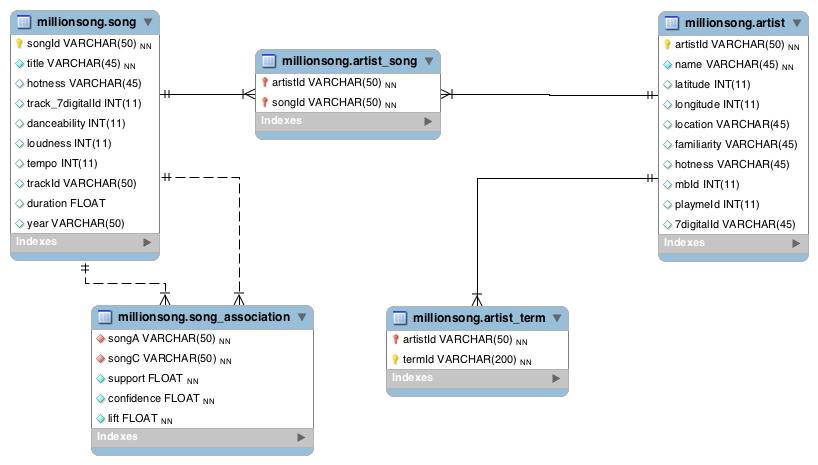 millionsong.song
songId VARCHAR(50) NN
title VARCHAR(45) NN
hotness VARCHAR(45)
track_7digitalId INT(11)
danceability INT(11)
loudness INT(11)
tempo INT(11)
trackId VARCHAR(50)
duration FLOAT
year VARCHAR(50)
Indexes
millionsong.artist_song
artistId VARCHAR(50) NN
songId VARCHAR(50) NN
Indexes
millionsong.artist
artistId VARCHAR(50) NN
name VARCHAR(45) NN
latitude INT(11)
longitude INT(11)
location VARCHAR(45)
familiarity VARCHAR(45)
hotness VARCHAR(45)
mbId INT(11)
playmeId INT(11)
7digitalId VARCHAR(45)
Indexes
millionsong.song_association
songA VARCHAR(50) NN
songC VARCHAR(50) NN
support FLOAT NN
confidence FLOAT NN
lift FLOAT NN
Indexes
millionsong.artist_term
artistId VARCHAR(50) NN
termId VARCHAR(200) NN
Indexes